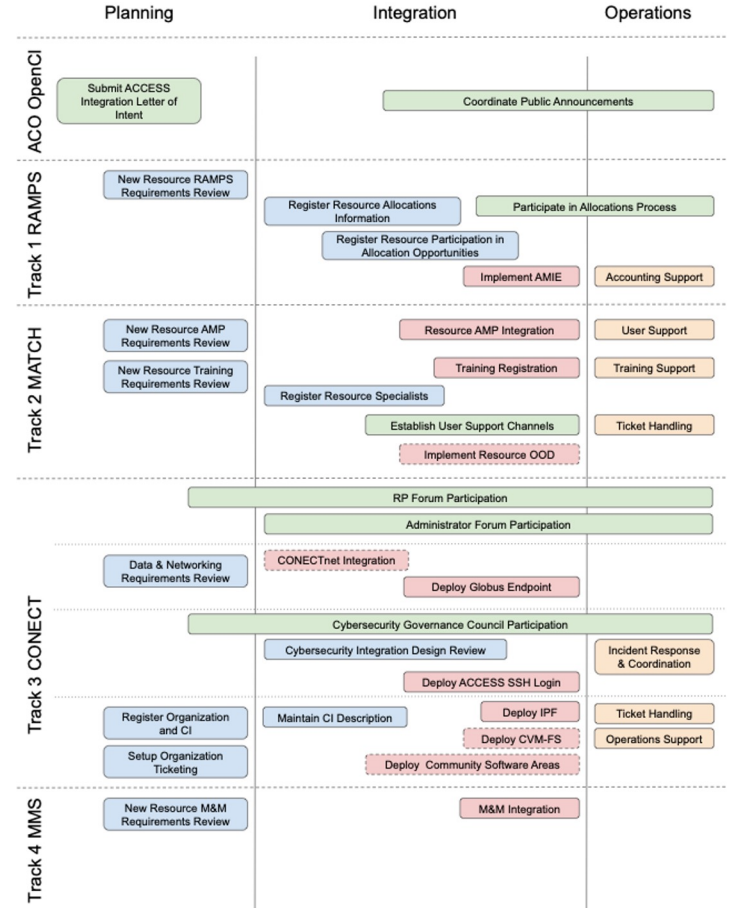 Planning
Integration
Operations
ACO OpenCI
Submit ACCESS
Integration Letter of
Intent
Coordinate Public Announcements
Track 1 RAMPS
New Resource RAMPS
Requirements Review
Register Resource Allocations
Information
Participate in Allocations Process
Register Resource Participation in
Allocation Opportunities
Implement AMIE
Accounting Support
Track 2 MATCH
New Resource AMP
Requirements Review
Resource AMP Integration
User Support
New Resource Training
Requirements Review
Training Registration
Training Support
Register Resource Specialists
Establish User Support Channels
Ticket Handling
Implement Resource OOD
Track 3 CONECT
RP Forum Participation
Administrator Forum Participation
Data & Networking
Requirements Review
CONECTnet Integration
Deploy Globus Endpoint
Cybersecurity Governance Council Participation
Cybersecurity Integration Design Review
Incident Response
& Coordination
Deploy ACCESS SSH Login
Register Organization
and CI
Maintain CI Description
Deploy IPF
Ticket Handling
Deploy CVM-FS
Operations Support
Setup Organization
Ticketing
Deploy Community Software Areas
Track 4 MMS
New Resource M&M
Requirements Review
M&M Integration